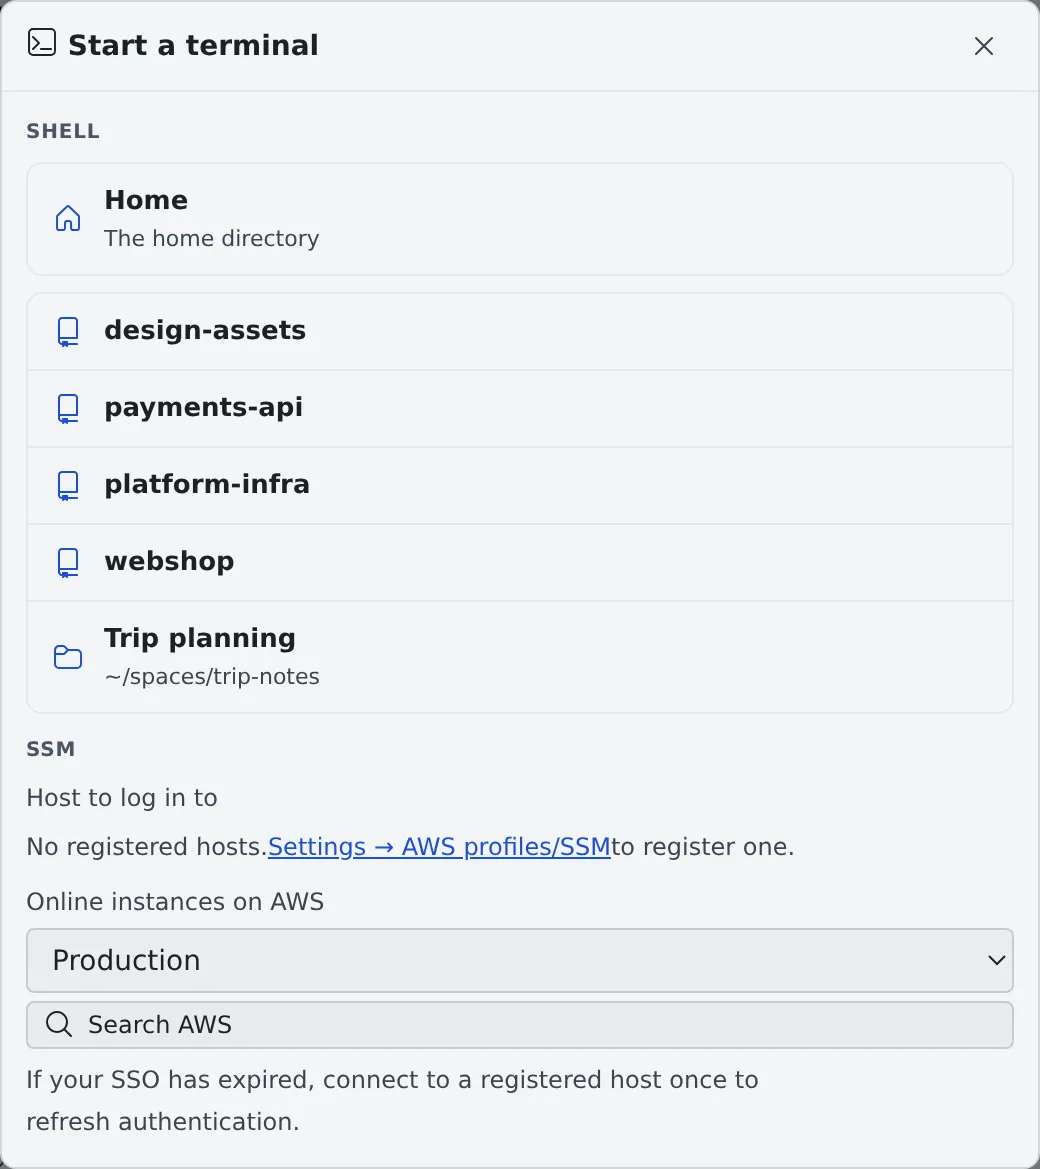 Start a terminal
SHELL
Home
The home directory
design-assets
payments-api
platform-infra
webshop
Trip planning
~/spaces/trip-notes
SSM
Host to log in to
No registered hosts.Settings → AWS profiles/SSMto register one.
Online instances on AWS
Production
Search AWS
If your SSO has expired, connect to a registered host once to
refresh authentication.